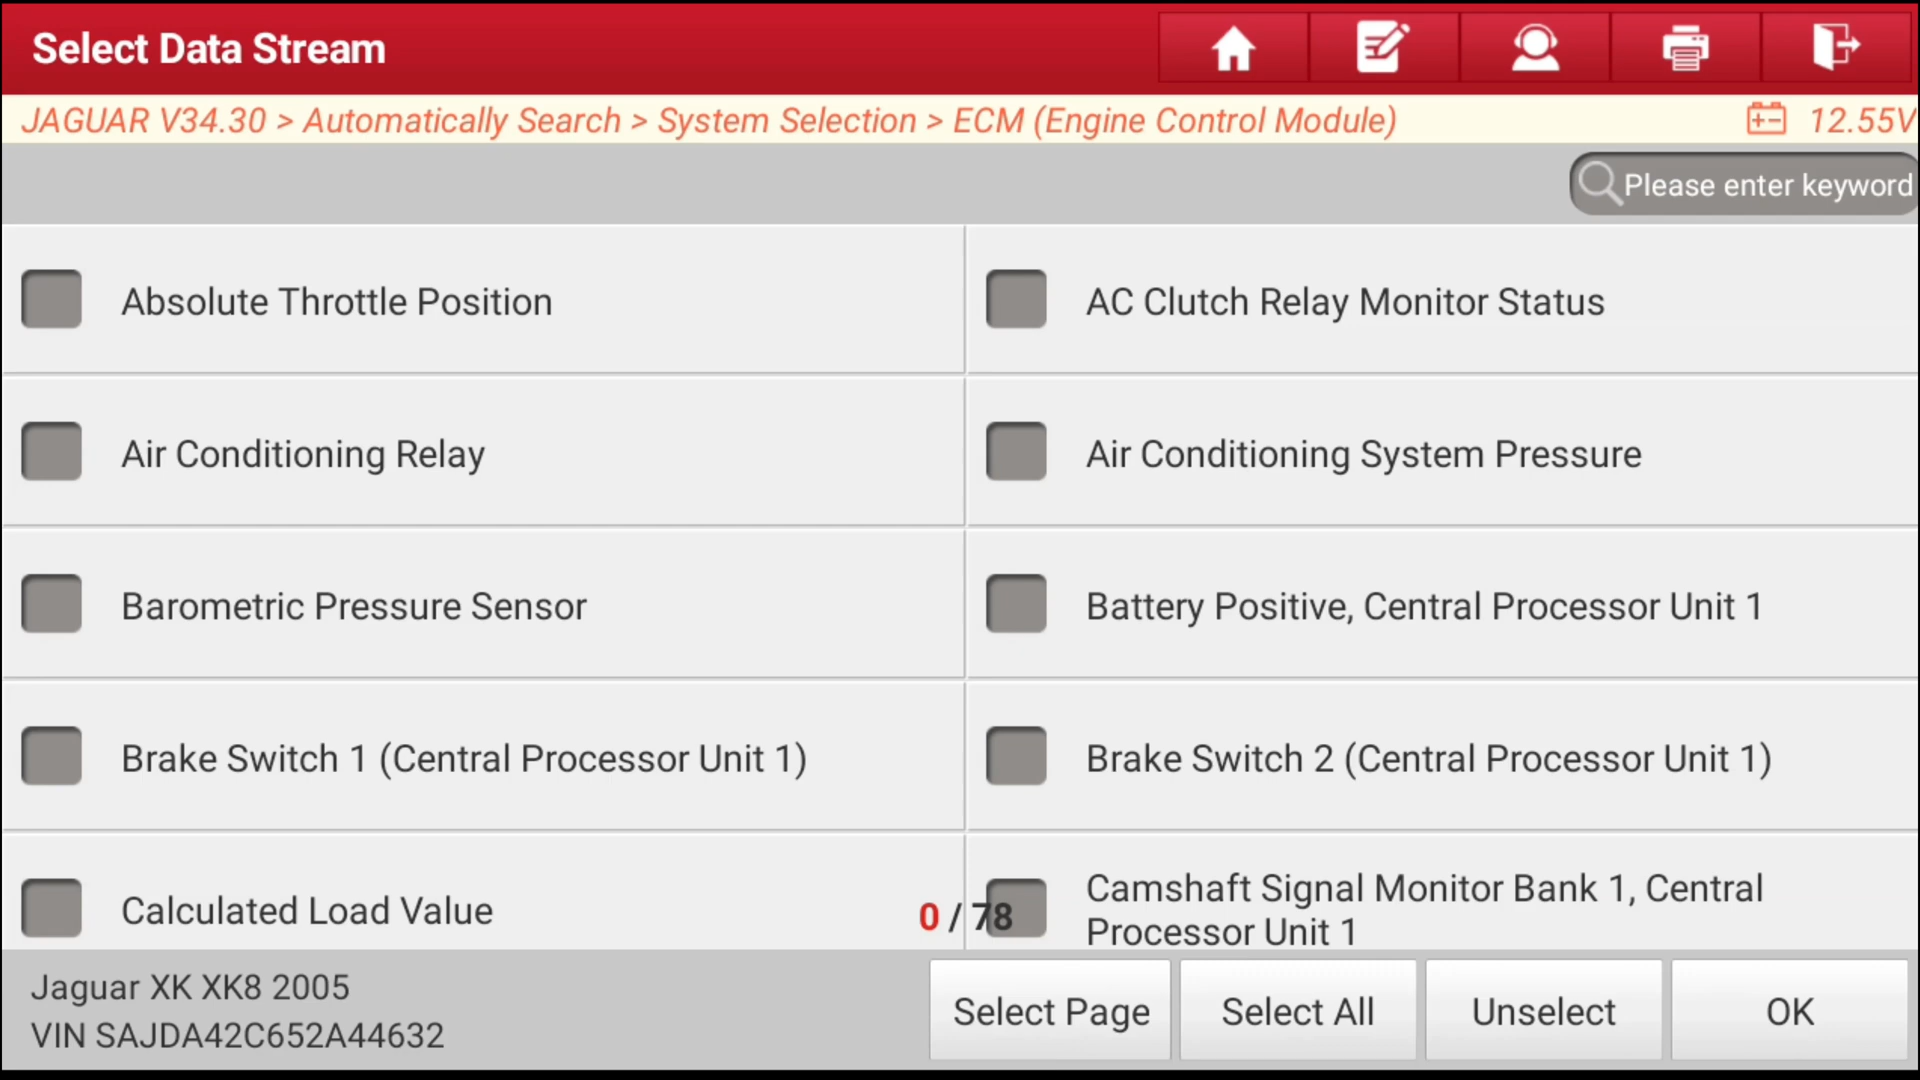 Select Data Stream
JAGUAR V34.30 > Automatically Search > System Selection > ECM (Engine Control Module)
12.55V
Please enter keyword
Absolute Throttle Position
AC Clutch Relay Monitor Status
Air Conditioning Relay
Air Conditioning System Pressure
Barometric Pressure Sensor
Battery Positive, Central Processor Unit 1
Brake Switch 1 (Central Processor Unit 1)
Brake Switch 2 (Central Processor Unit 1)
Calculated Load Value
0 / 78
Camshaft Signal Monitor Bank 1, Central
Processor Unit 1
Jaguar XK XK8 2005
VIN SAJDA42C652A44632
Select Page
Select All
Unselect
OK